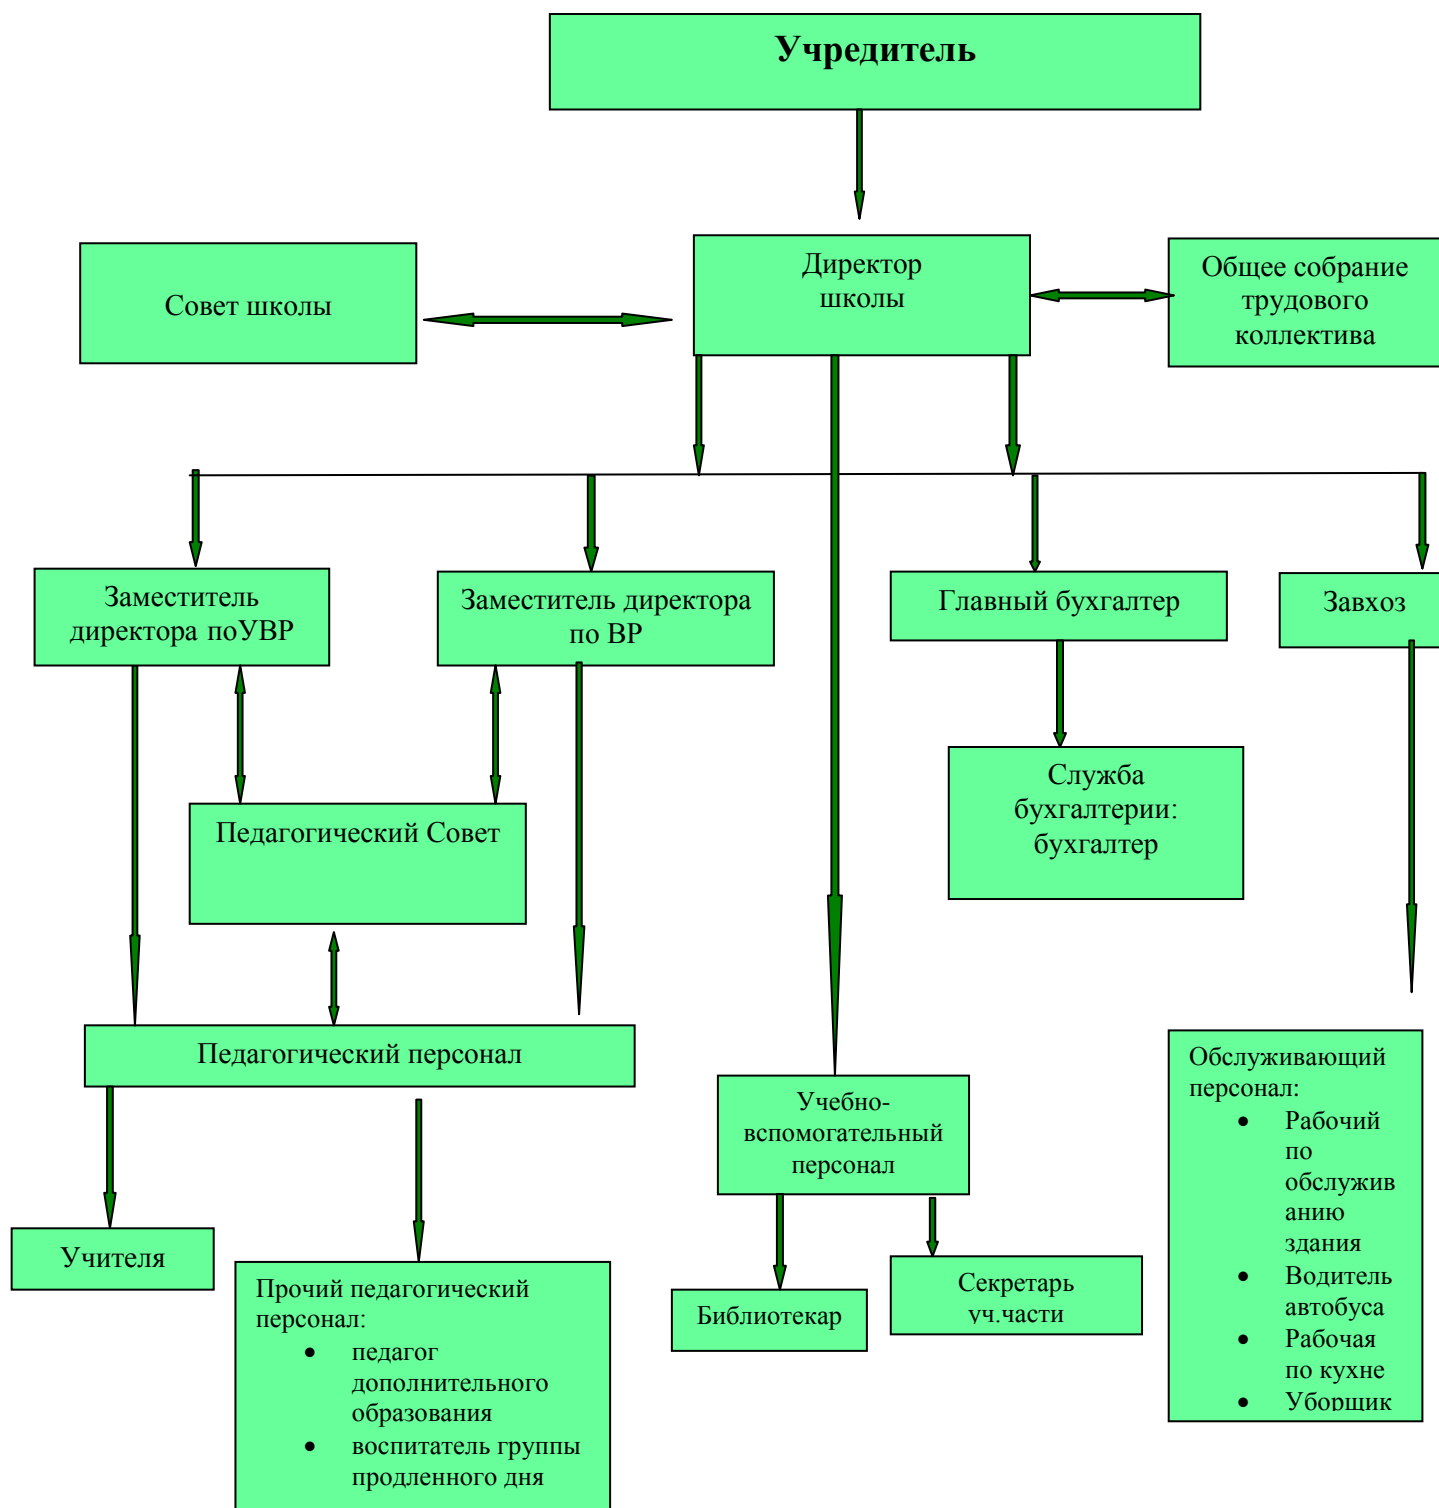 Учредитель
Совет школы
Директор
школы
Общее собрание
трудового
коллектива
Заместитель
директора поУВР
Заместитель директора
по ВР
Главный бухгалтер
Завхоз
Служба
бухгалтерии:
бухгалтер
Педагогический Совет
Педагогический персонал
Учебно-
вспомогательный
персонал
Обслуживающий
персонал:
• Рабочий
по
обслужив
анию
здания
• Водитель
автобуса
• Рабочая
по кухне
• Уборщик
Учителя
Прочий педагогический
персонал:
• педагог
дополнительного
образования
• воспитатель группы
продленного дня
Библиотекар
Секретарь
уч.части